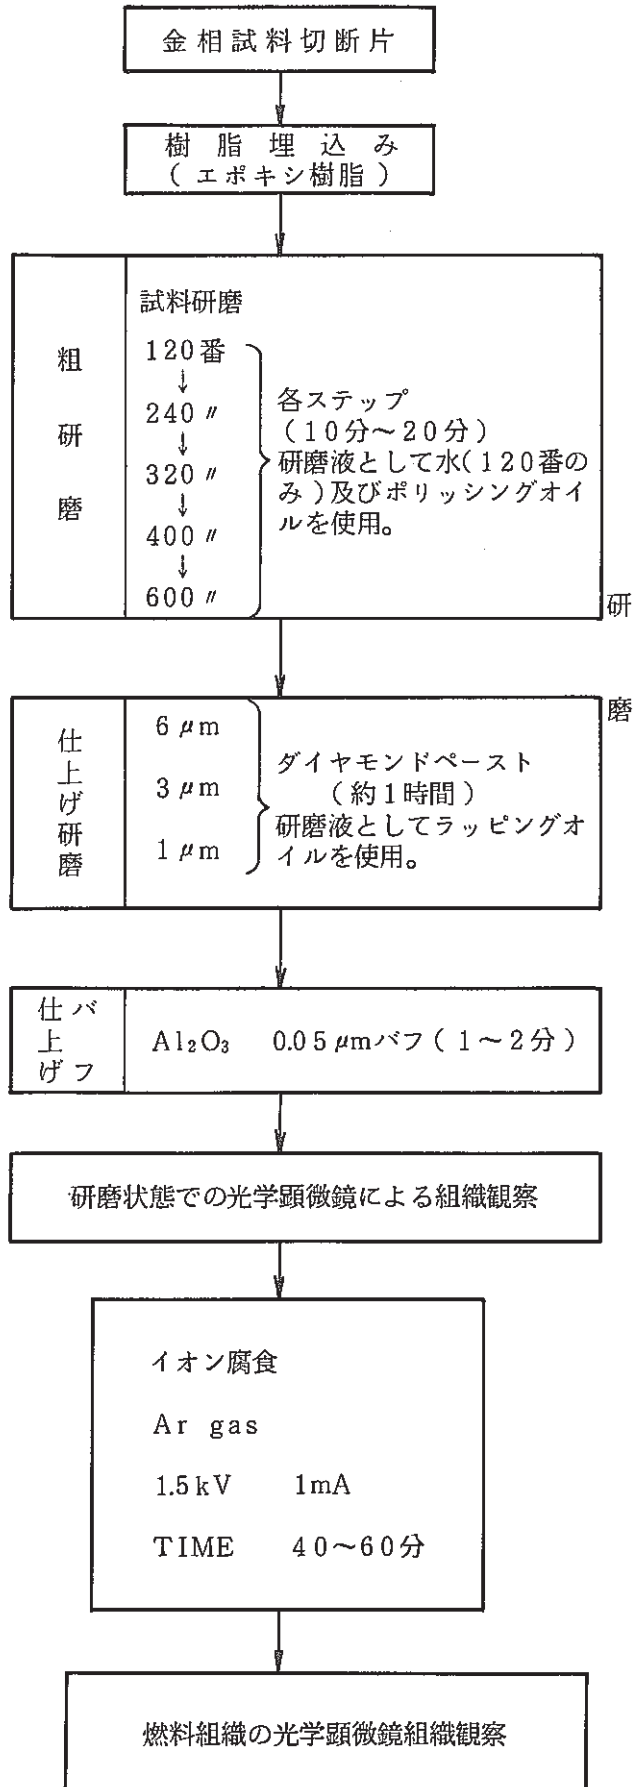 金相試料切断片
樹脂埋込み
(エポキシ樹脂)
粗研磨
試料研磨
120番
↓
240〃
↓
320〃
↓
400〃
↓
600〃
各ステップ
(10分~20分)
研磨液として水(120番の
み)及びポリッシングオイ
ルを使用。
研
磨
仕上げ研磨
6μm
3μm
1μm
ダイヤモンドペースト
(約1時間)
研磨液としてラッピングオ
イルを使用。
バフ
仕上げ
Al₂O₃ 0.05μmバフ(1~2分)
研磨状態での光学顕微鏡による組織観察
イオン腐食
Ar gas
1.5kV 1mA
TIME 40~60分
燃料組織の光学顕微鏡組織観察